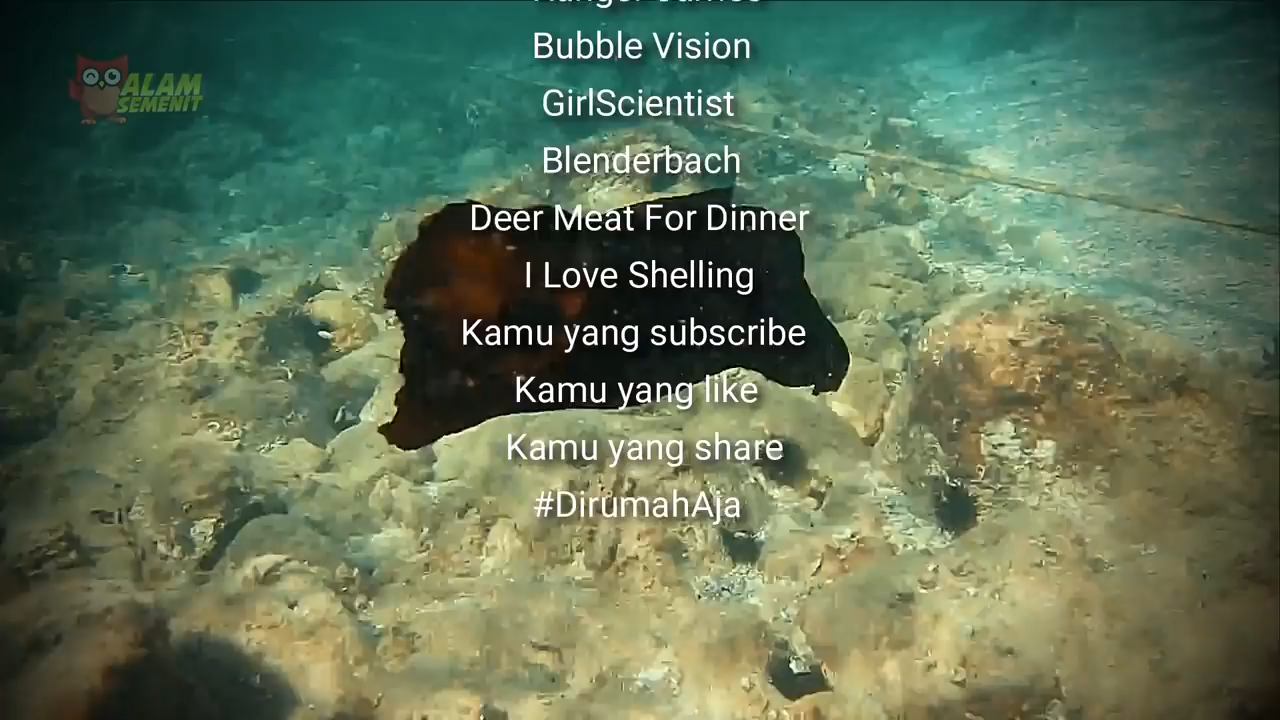 ALAM
SEMENIT
Bubble Vision
GirlScientist
Blenderbach
Deer Meat For Dinner
I Love Shelling
Kamu yang subscribe
Kamu yang like
Kamu yang share
#DirumahAja